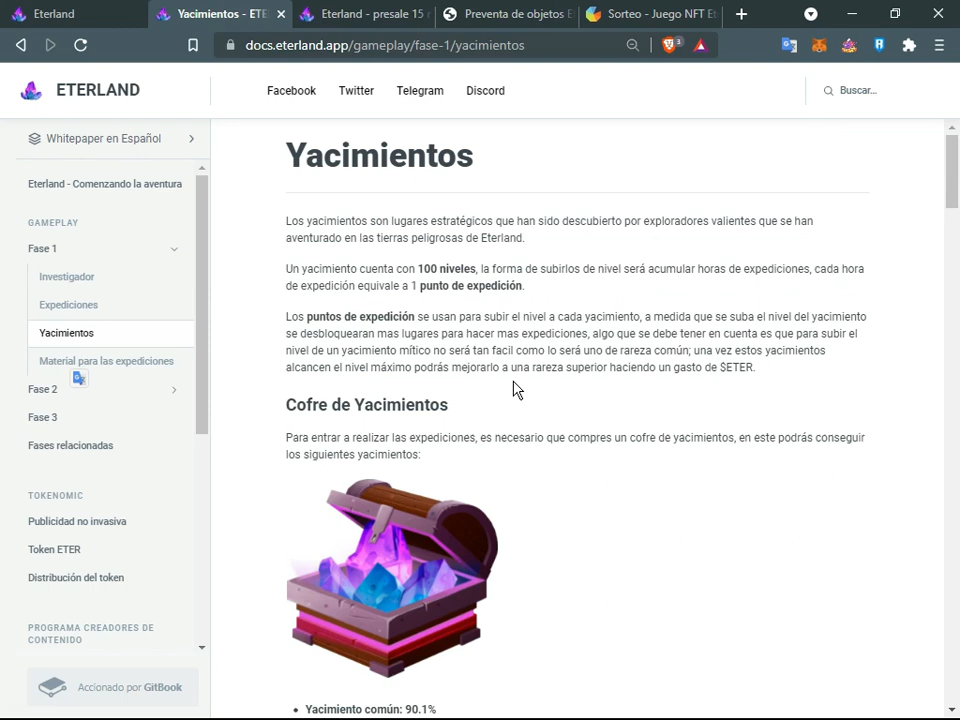 Eterland
Yacimientos - ETE
Eterland - presale 15
Preventa de objetos E
Sorteo - Juego NFT Et
docs.eterland.app/gameplay/fase-1/yacimientos
3
ETERLAND
Facebook
Twitter
Telegram
Discord
Buscar...
Whitepaper en Español
Eterland - Comenzando la aventura
GAMEPLAY
Fase 1
Investigador
Expediciones
Yacimientos
Material para las expediciones
Fase 2
Fase 3
Fases relacionadas
TOKENOMIC
Publicidad no invasiva
Token ETER
Distribución del token
PROGRAMA CREADORES DE
CONTENIDO
Accionado por GitBook
Yacimientos
Los yacimientos son lugares estratégicos que han sido descubierto por exploradores valientes que se han
aventurado en las tierras peligrosas de Eterland.
Un yacimiento cuenta con 100 niveles, la forma de subirlos de nivel será acumular horas de expediciones, cada hora
de expedición equivale a 1 punto de expedición.
Los puntos de expedición se usan para subir el nivel a cada yacimiento, a medida que se suba el nivel del yacimiento
se desbloquearan mas lugares para hacer mas expediciones, algo que se debe tener en cuenta es que para subir el
nivel de un yacimiento mítico no será tan facil como lo será uno de rareza común; una vez estos yacimientos
alcancen el nivel máximo podrás mejorarlo a una rareza superior haciendo un gasto de $ETER.
Cofre de Yacimientos
Para entrar a realizar las expediciones, es necesario que compres un cofre de yacimientos, en este podrás conseguir
los siguientes yacimientos:
• Yacimiento común: 90.1%